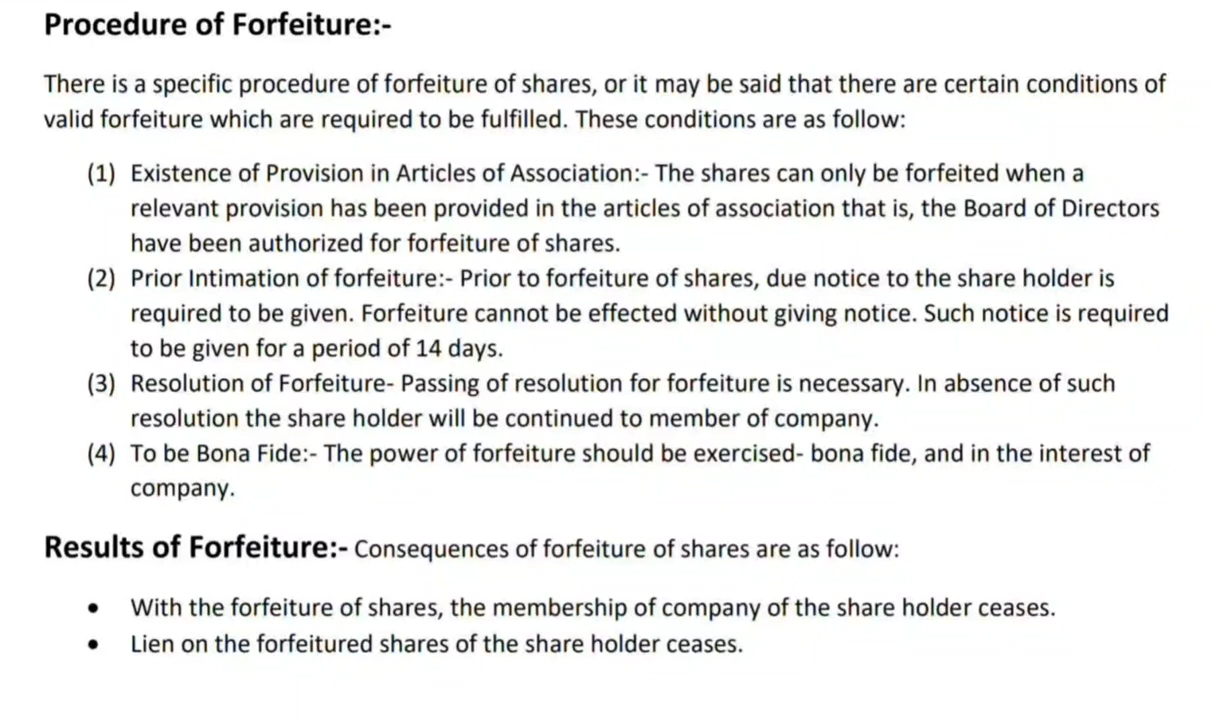 Procedure of Forfeiture:-
There is a specific procedure of forfeiture of shares, or it may be said that there are certain conditions of
valid forfeiture which are required to be fulfilled. These conditions are as follow:
(1) Existence of Provision in Articles of Association:- The shares can only be forfeited when a
relevant provision has been provided in the articles of association that is, the Board of Directors
have been authorized for forfeiture of shares.
(2) Prior Intimation of forfeiture:- Prior to forfeiture of shares, due notice to the share holder is
required to be given. Forfeiture cannot be effected without giving notice. Such notice is required
to be given for a period of 14 days.
(3) Resolution of Forfeiture- Passing of resolution for forfeiture is necessary. In absence of such
resolution the share holder will be continued to member of company.
(4) To be Bona Fide:- The power of forfeiture should be exercised- bona fide, and in the interest of
company.
Results of Forfeiture:- Consequences of forfeiture of shares are as follow:
• With the forfeiture of shares, the membership of company of the share holder ceases.
• Lien on the forfeitured shares of the share holder ceases.